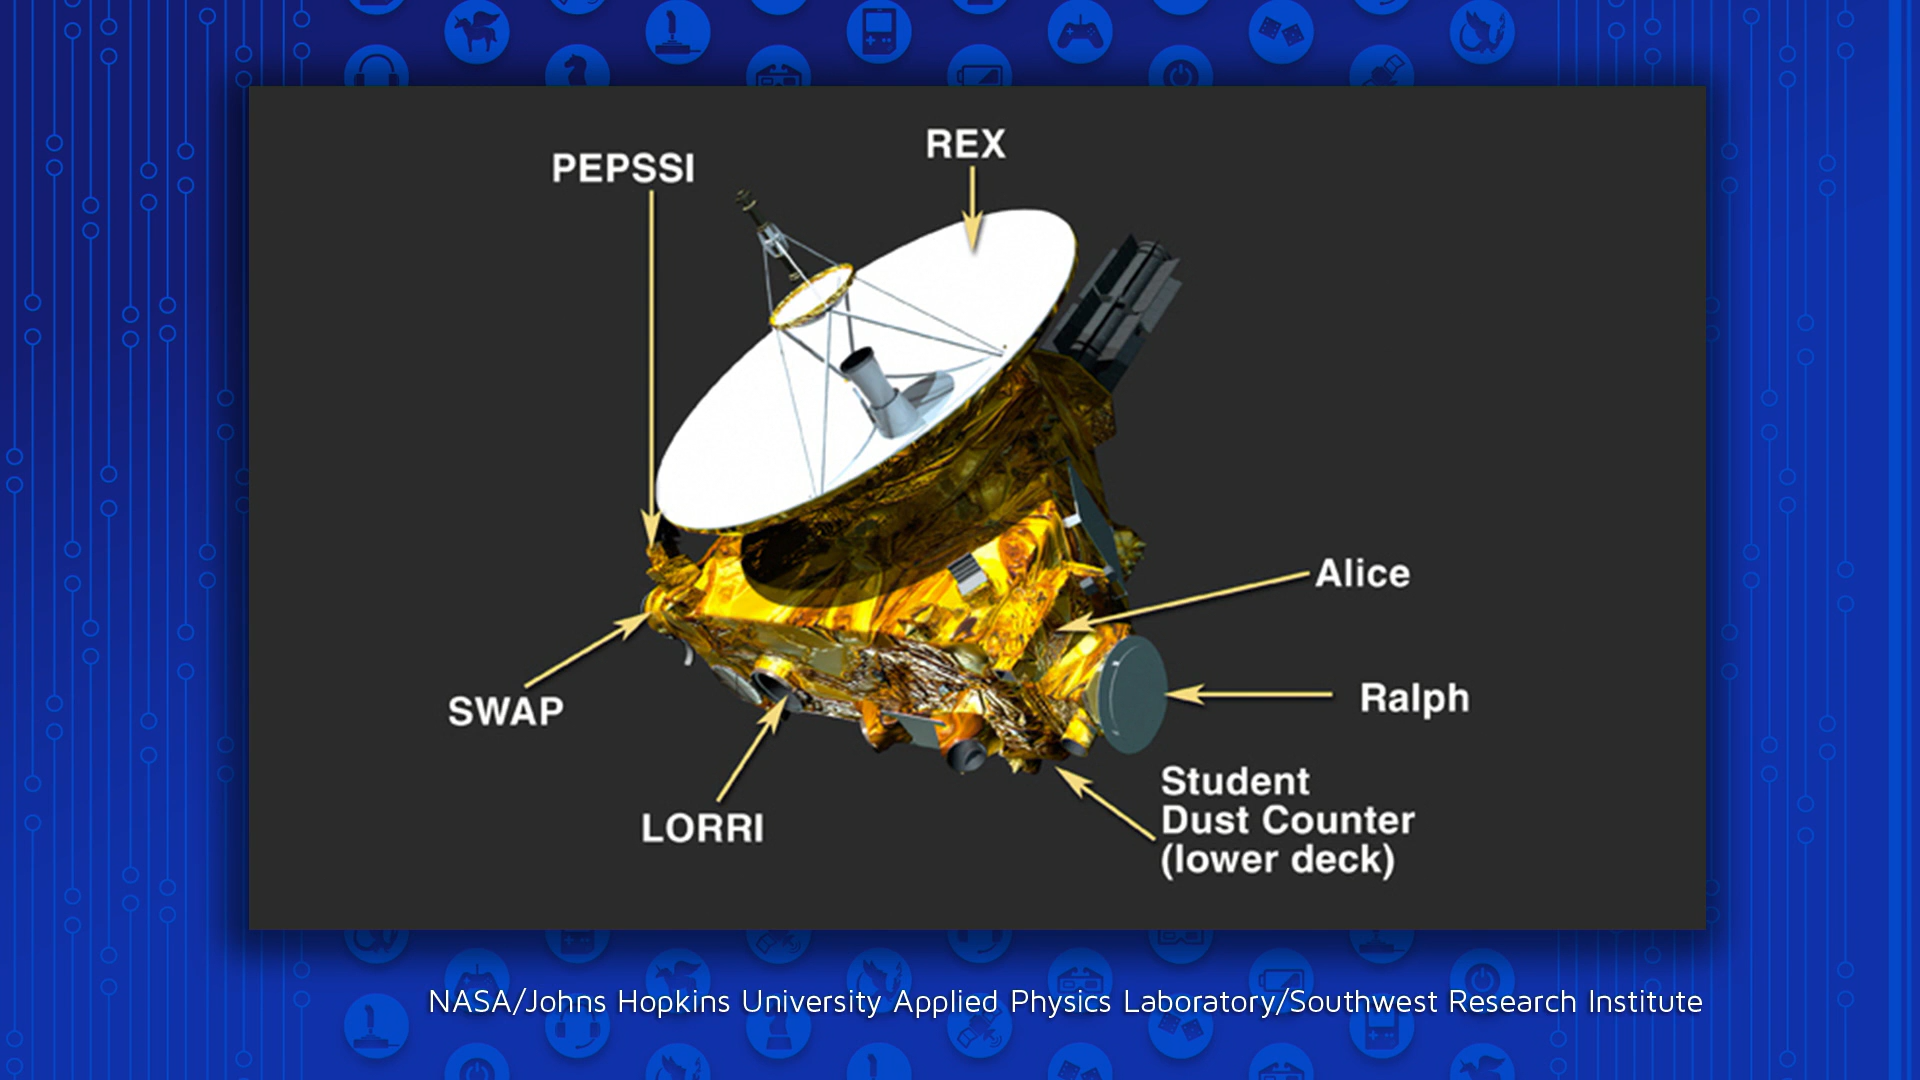 REX
PEPSSI
Alice
Ralph
SWAP
Student
Dust Counter
(lower deck)
LORRI
NASA/Johns Hopkins University Applied Physics Laboratory/Southwest Research Institute